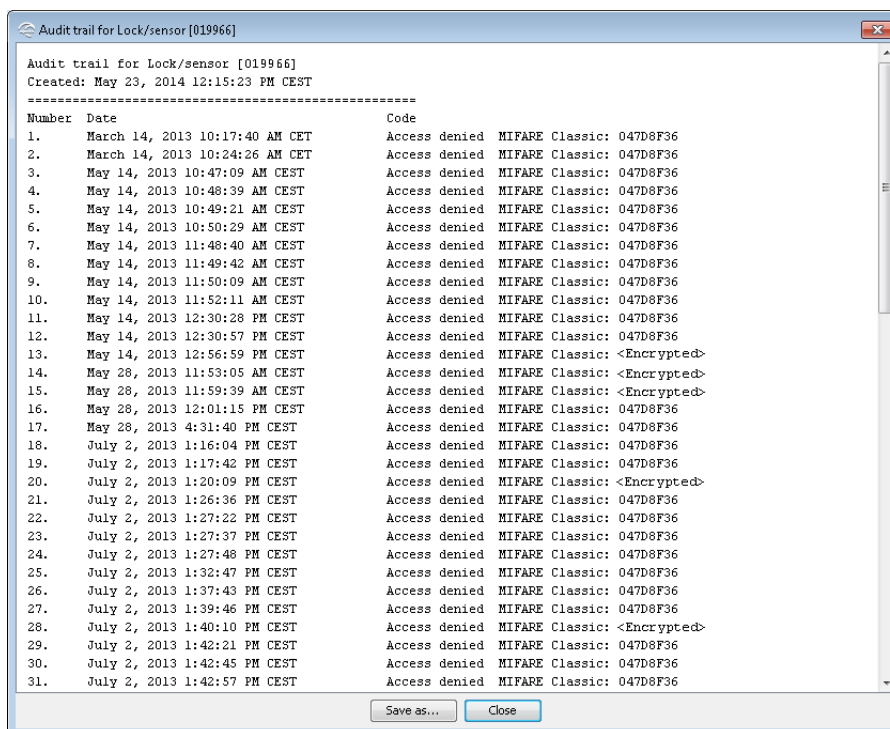 Audit trail for Lock/sensor [019966]
Audit trail for Lock/sensor [019966]
Created: May 23, 2014 12:15:23 PM CEST
====================================================
Number Date Code
1. March 14, 2013 10:17:40 AM CET Access denied MIFARE Classic: 047D8F36
2. March 14, 2013 10:24:26 AM CET Access denied MIFARE Classic: 047D8F36
3. May 14, 2013 10:47:09 AM CEST Access denied MIFARE Classic: 047D8F36
4. May 14, 2013 10:48:39 AM CEST Access denied MIFARE Classic: 047D8F36
5. May 14, 2013 10:49:21 AM CEST Access denied MIFARE Classic: 047D8F36
6. May 14, 2013 10:50:29 AM CEST Access denied MIFARE Classic: 047D8F36
7. May 14, 2013 11:48:40 AM CEST Access denied MIFARE Classic: 047D8F36
8. May 14, 2013 11:49:42 AM CEST Access denied MIFARE Classic: 047D8F36
9. May 14, 2013 11:50:09 AM CEST Access denied MIFARE Classic: 047D8F36
10. May 14, 2013 11:52:11 AM CEST Access denied MIFARE Classic: 047D8F36
11. May 14, 2013 12:30:28 PM CEST Access denied MIFARE Classic: 047D8F36
12. May 14, 2013 12:30:57 PM CEST Access denied MIFARE Classic: 047D8F36
13. May 14, 2013 12:56:59 PM CEST Access denied MIFARE Classic: <Encrypted>
14. May 28, 2013 11:53:05 AM CEST Access denied MIFARE Classic: <Encrypted>
15. May 28, 2013 11:59:39 AM CEST Access denied MIFARE Classic: <Encrypted>
16. May 28, 2013 12:01:15 PM CEST Access denied MIFARE Classic: 047D8F36
17. May 28, 2013 4:31:40 PM CEST Access denied MIFARE Classic: 047D8F36
18. July 2, 2013 1:16:04 PM CEST Access denied MIFARE Classic: 047D8F36
19. July 2, 2013 1:17:42 PM CEST Access denied MIFARE Classic: 047D8F36
20. July 2, 2013 1:20:09 PM CEST Access denied MIFARE Classic: <Encrypted>
21. July 2, 2013 1:26:36 PM CEST Access denied MIFARE Classic: 047D8F36
22. July 2, 2013 1:27:22 PM CEST Access denied MIFARE Classic: 047D8F36
23. July 2, 2013 1:27:37 PM CEST Access denied MIFARE Classic: 047D8F36
24. July 2, 2013 1:27:48 PM CEST Access denied MIFARE Classic: 047D8F36
25. July 2, 2013 1:32:47 PM CEST Access denied MIFARE Classic: 047D8F36
26. July 2, 2013 1:37:43 PM CEST Access denied MIFARE Classic: 047D8F36
27. July 2, 2013 1:39:46 PM CEST Access denied MIFARE Classic: 047D8F36
28. July 2, 2013 1:40:10 PM CEST Access denied MIFARE Classic: <Encrypted>
29. July 2, 2013 1:42:21 PM CEST Access denied MIFARE Classic: 047D8F36
30. July 2, 2013 1:42:45 PM CEST Access denied MIFARE Classic: 047D8F36
31. July 2, 2013 1:42:57 PM CEST Access denied MIFARE Classic: 047D8F36
Save as... Close